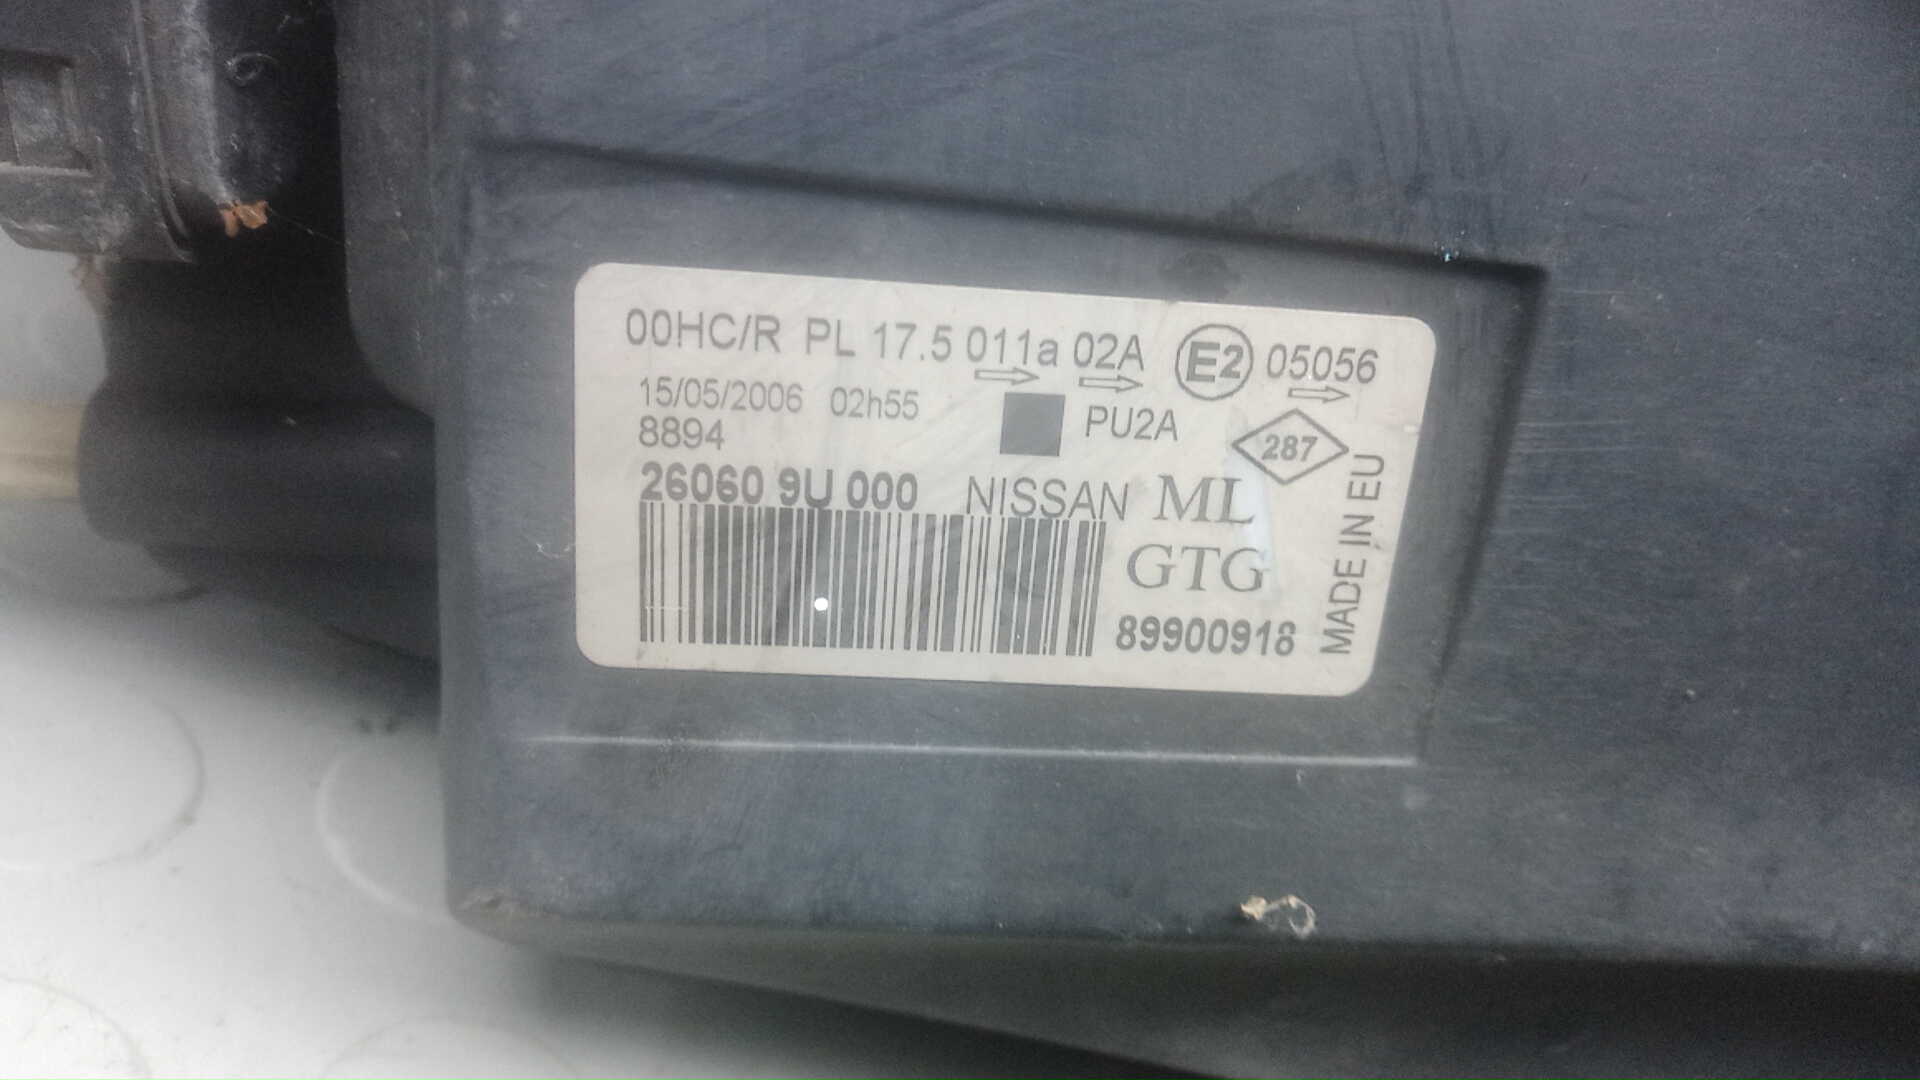 00HC/R PL 17.5 011a 02A E2 05056
15/05/2006 02h55
8894
PU2A
287
26060 9U 000 NISSAN ML
GTG
89900918
MADE IN EU